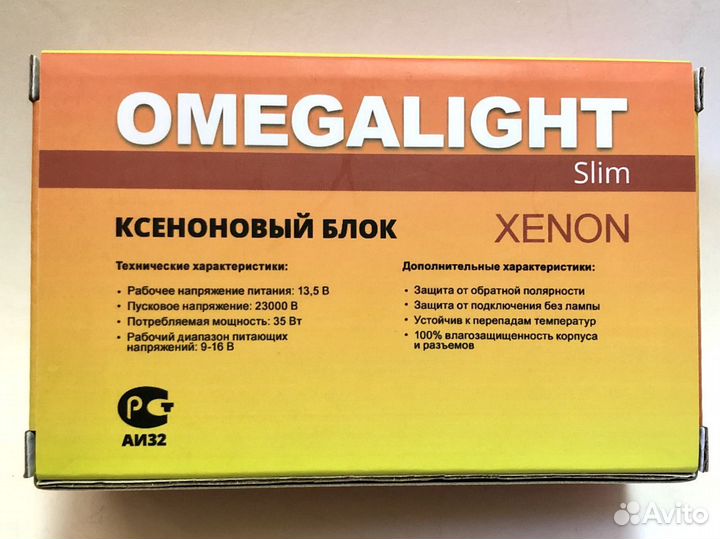 OMEGALIGHT
Slim
КСЕНОНОВЫЙ БЛОК
XENON
Технические характеристики:
• Рабочее напряжение питания: 13,5 В
• Пусковое напряжение: 23000 В
• Потребляемая мощность: 35 Вт
• Рабочий диапазон питающих
напряжений: 9-16 В
Дополнительные характеристики:
• Защита от обратной полярности
• Защита от подключения без лампы
• Устойчив к перепадам температур
• 100% влагозащищенность корпуса
и разъемов
РСТ
АИ32
Avito